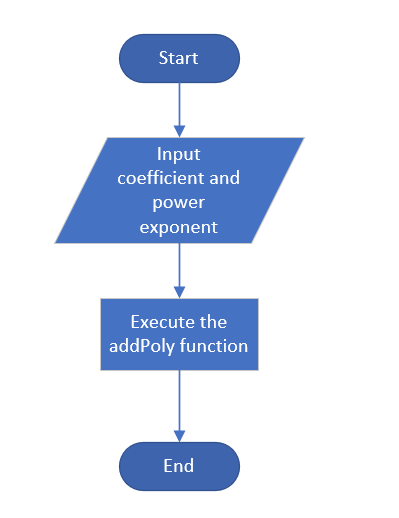 Start
Input
coefficient and
power
exponent
Execute the
addPoly function
End